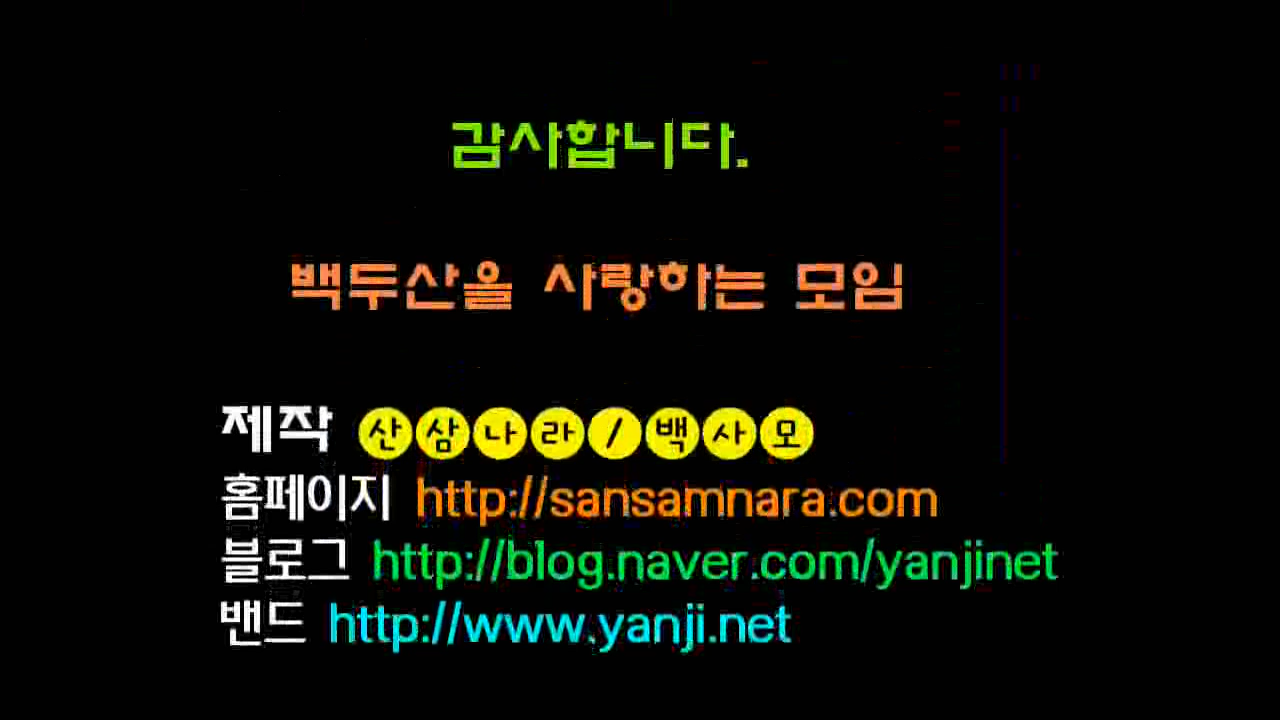 감사합니다.
백두산을 사랑하는 모임
제작 산삼나라/백사모
홈페이지 http://sansamnara.com
블로그 http://blog.naver.com/yanjinet
밴드 http://www.yanji.net